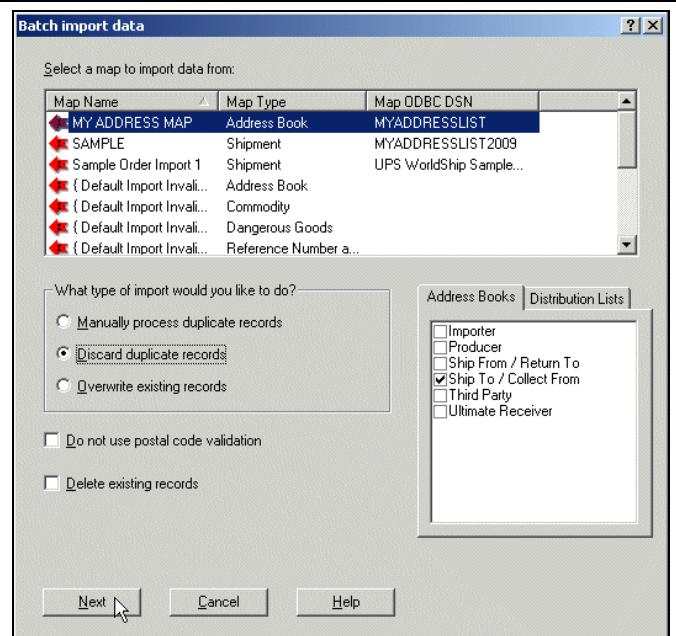 Batch import data
Select a map to import data from:
Map Name Map Type Map ODBC DSN
MY ADDRESS MAP Address Book MYADDRESSLIST
SAMPLE Shipment MYADDRESSLIST2009
Sample Order Import 1 Shipment UPS WorldShip Sample...
{ Default Import Invali... Address Book
{ Default Import Invali... Commodity
{ Default Import Invali... Dangerous Goods
{ Default Import Invali... Reference Number a...
What type of import would you like to do?
Manually process duplicate records
Discard duplicate records
Overwrite existing records
Do not use postal code validation
Delete existing records
Address Books Distribution Lists
Importer
Producer
Ship From / Return To
Ship To / Collect From
Third Party
Ultimate Receiver
Next Cancel Help